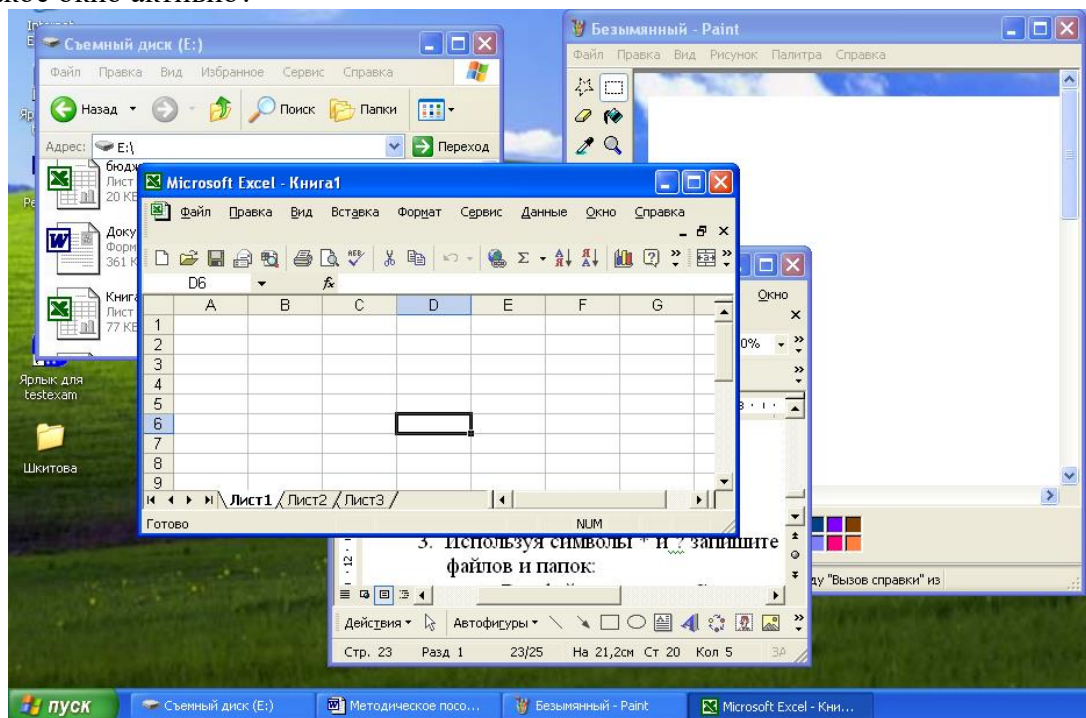 окно активно?
Съемный диск (E:)
Файл Правка Вид Избранное Сервис Справка
Назад Поиск Папки
Адрес: E:\ Переход
Лист
20 КБ
Доку
Форм
361 К
Книга
Лист
77 КБ
Безымянный - Paint
Файл Правка Вид Рисунок Палитра Справка
Microsoft Excel - Книга1
Файл Правка Вид Вставка Формат Сервис Данные Окно Справка
D6 fx
A B C D E F G
1
2
3
4
5
6
7
8
9
Лист1 Лист2 Лист3
Готово NUM
Окно
0%
3. Используя символы * и ? запишите
файлов и папок:
Действия Автофигуры
Стр. 23 Разд 1 23/25 На 21,2см Ст 20 Кол 5 ЗА
"Вызов справки" из
Ярлык для
testexam
Шкитова
пуск Съемный диск (E:) Методическое посо... Безымянный - Paint Microsoft Excel - Кни...